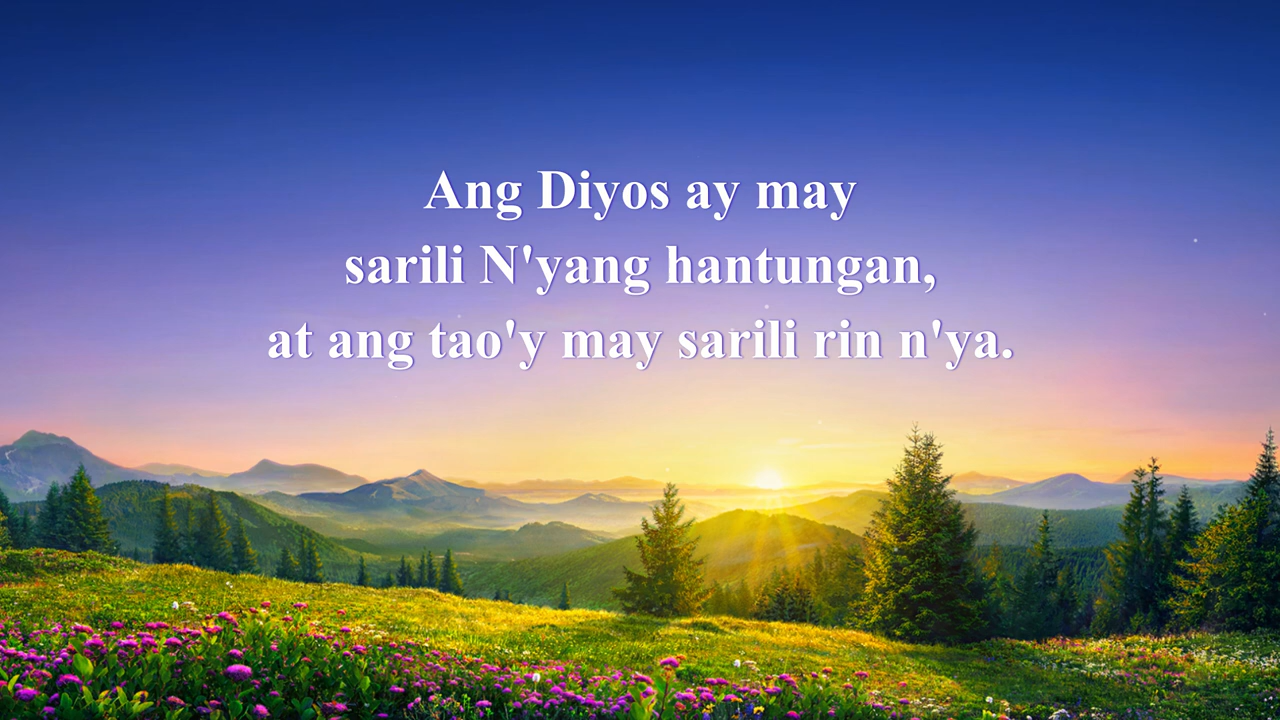 Ang Diyos ay may
sarili N'yang hantungan,
at ang tao'y may sarili rin n'ya.